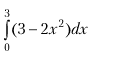 ∫₀³(3 − 2x²)dx